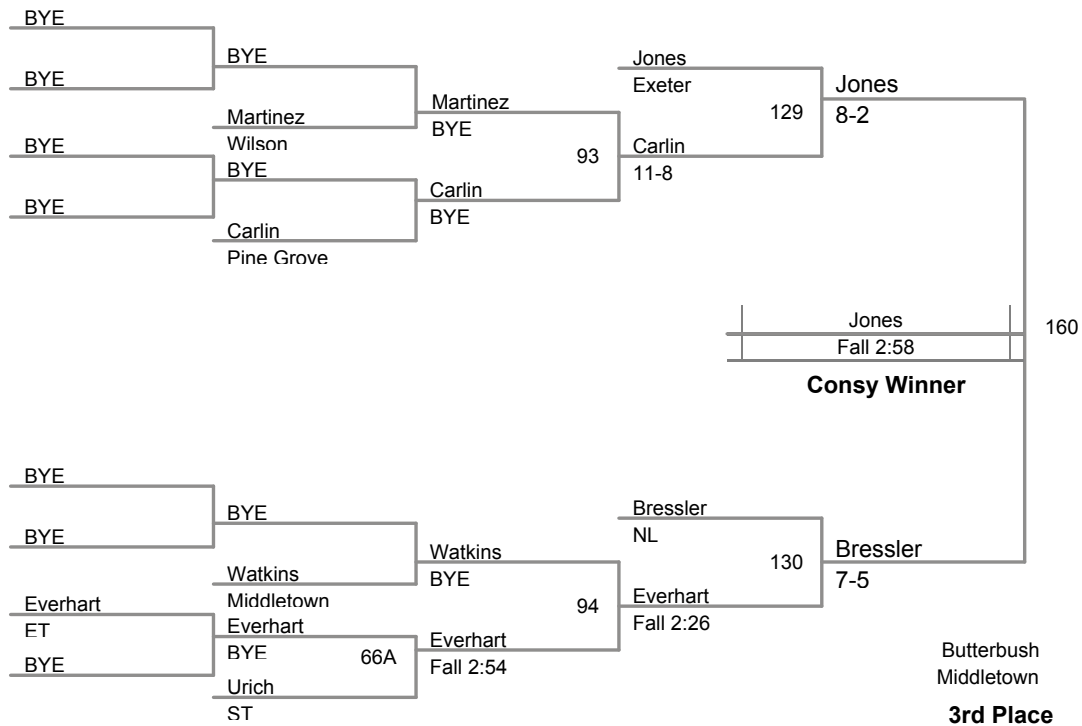 BYE
BYE
BYE
BYE
BYE
Martinez
Wilson
BYE
Carlin
Pine Grove
Martinez
BYE
Carlin
BYE
93
Jones
Exeter
Carlin
11-8
129
Jones
8-2
Jones
Fall 2:58
Consy Winner
160
BYE
BYE
Everhart
ET
BYE
BYE
Watkins
Middletown
Everhart
BYE
Urich
ST
66A
Watkins
BYE
Everhart
Fall 2:54
94
Bressler
NL
Everhart
Fall 2:26
130
Bressler
7-5
Butterbush
Middletown
3rd Place